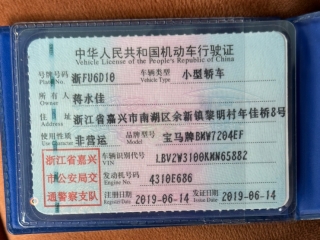 中华人民共和国机动车行驶证
Vehicle License of the People's Republic of China
号牌号码 浙FU6D10 车辆类型 小型轿车
Plate No. Vehicle Type
所有人 蒋永佳
Owner
住址 浙江省嘉兴市南湖区余新镇黎明村年佳桥8号
Address
使用性质 非营运 品牌型号 宝马牌BMW7204EF
Use Character Model
浙江省嘉兴
市公安局交
通警察支队
车辆识别代号 LBV2W3100KMN65882
VIN
发动机号码 4310E686
Engine No.
注册日期 2019-06-14 发证日期 2019-06-14
Register Date Issue Date